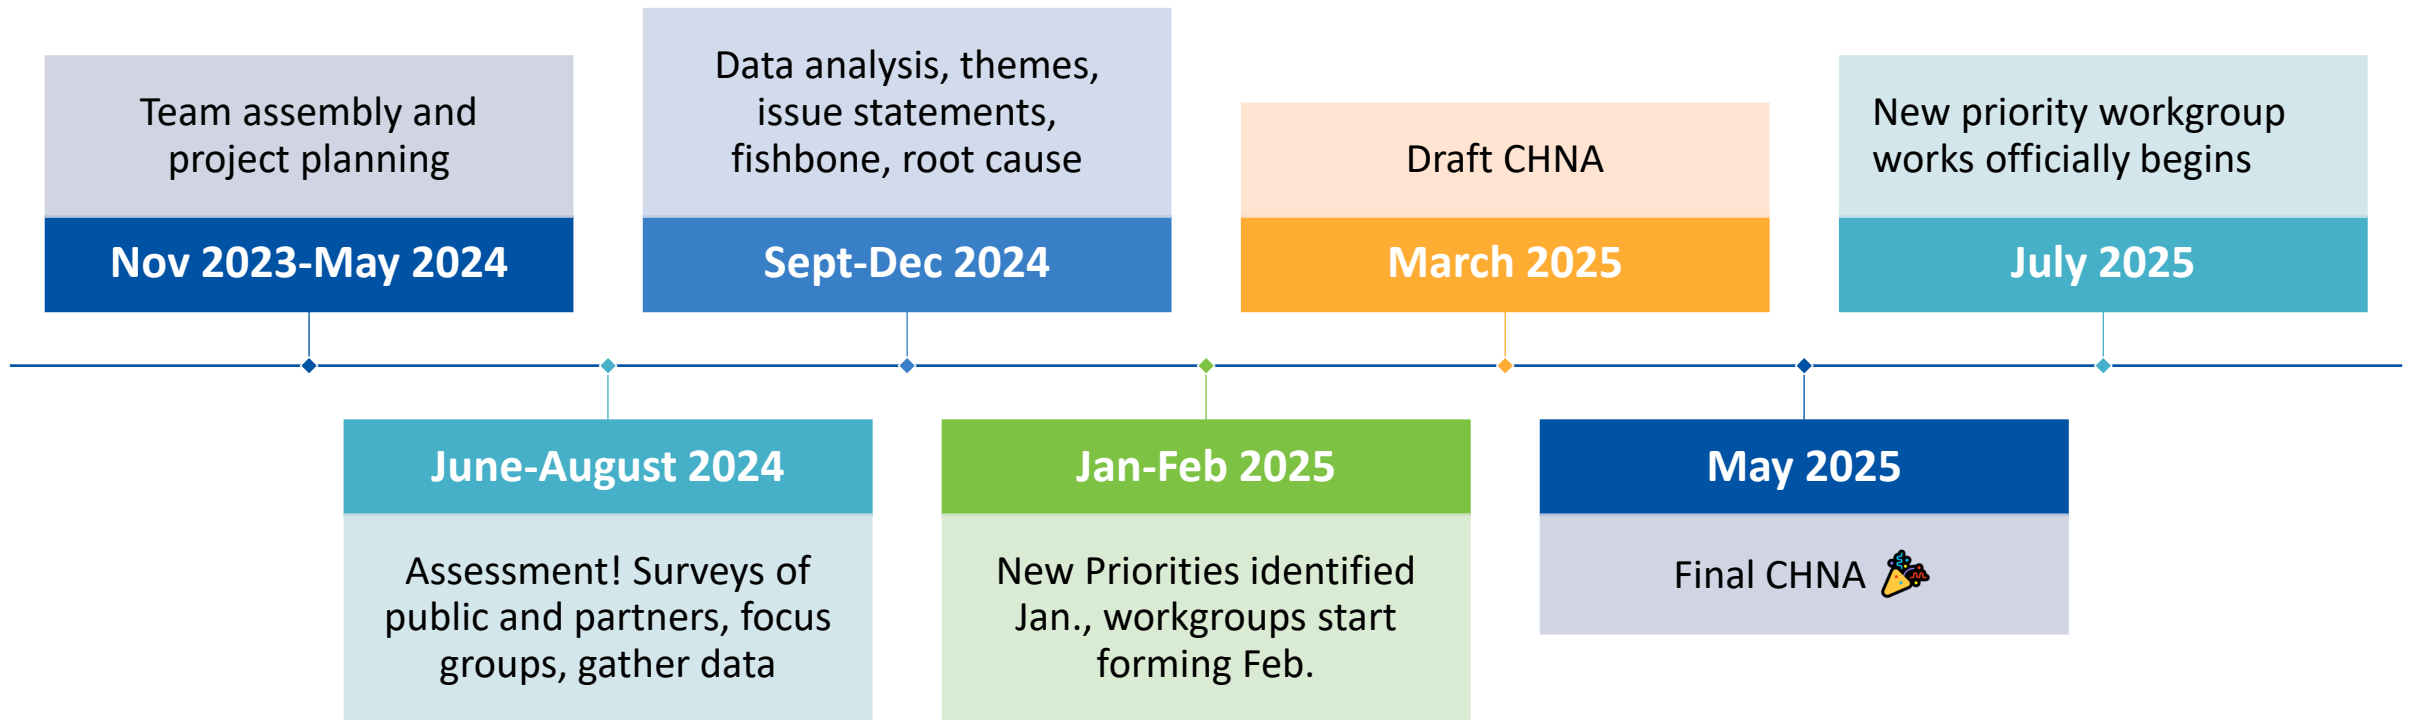 Team assembly and
project planning
Nov 2023-May 2024
June-August 2024
Assessment! Surveys of
public and partners, focus
groups, gather data
Data analysis, themes,
issue statements,
fishbone, root cause
Sept-Dec 2024
Jan-Feb 2025
New Priorities identified
Jan., workgroups start
forming Feb.
Draft CHNA
March 2025
May 2025
Final CHNA 🎉
New priority workgroup
works officially begins
July 2025